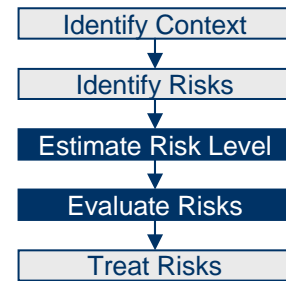 Identify Context
Identify Risks
Estimate Risk Level
Evaluate Risks
Treat Risks